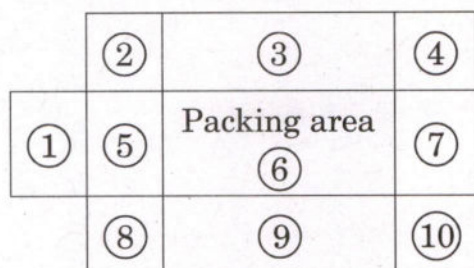 ② ③ ④
① ⑤ Packing area ⑦
⑥
⑧ ⑨ ⑩